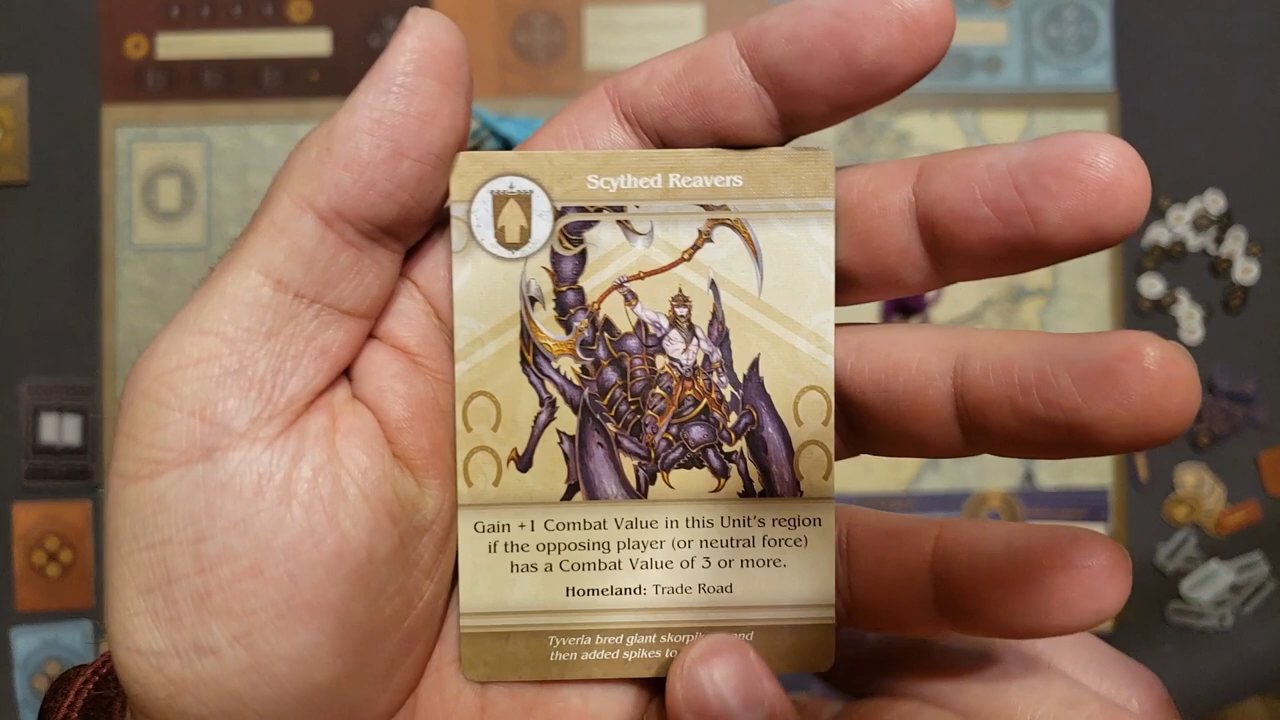 Scythed Reavers
Gain +1 Combat Value in this Unit's region
if the opposing player (or neutral force)
has a Combat Value of 3 or more.
Homeland: Trade Road
Tyveria bred giant and
then added spikes to